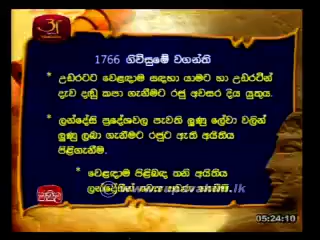 1766 ගිවිසුමේ වගන්ති
* උඩරටට වෙළඳාම සඳහා යාමට හා උඩරටින්
දැව දඬු කපා ගැනීමට රජු අවසර දිය යුතුය.
* ලන්දේසි ප්‍රදේශවල පැවති ලුණු ලේවා වලින්
ලුණු ලබා ගැනීමට රජුට ඇති අයිතිය
පිළිගැනීම.
* වෙළඳාම පිළිබඳ තනි අයිතිය
05:24:10